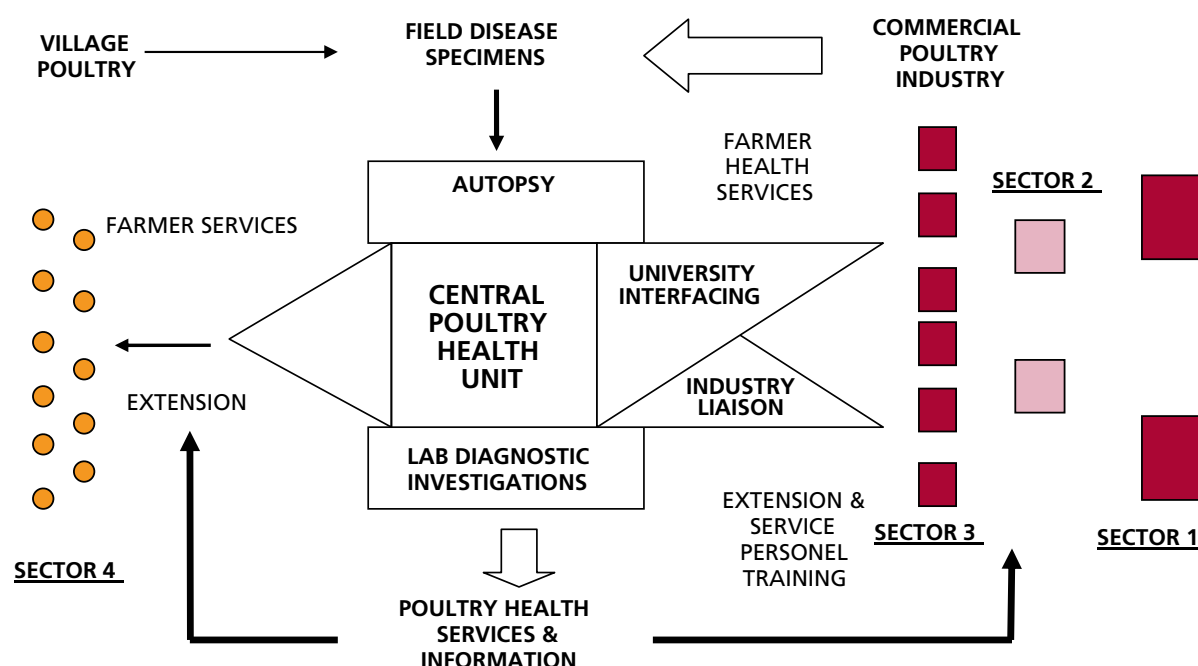 VILLAGE
POULTRY
FIELD DISEASE
SPECIMENS
COMMERCIAL
POULTRY
INDUSTRY
FARMER
HEALTH
SERVICES
AUTOPSY
SECTOR 2
FARMER SERVICES
UNIVERSITY
INTERFACING
CENTRAL
POULTRY
HEALTH
UNIT
EXTENSION
INDUSTRY
LIAISON
LAB DIAGNOSTIC
INVESTIGATIONS
EXTENSION &
SERVICE
PERSONEL
TRAINING
SECTOR 3
SECTOR 1
SECTOR 4
POULTRY HEALTH
SERVICES &
INFORMATION